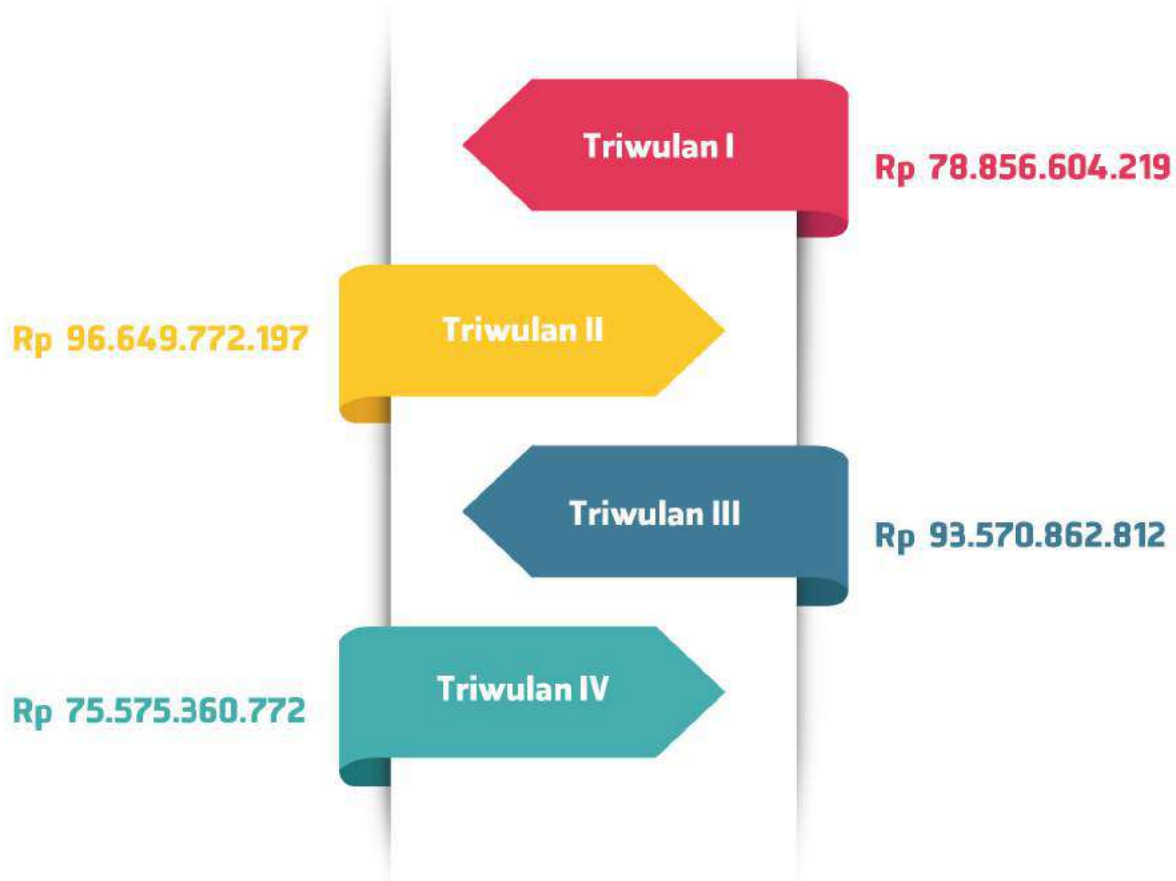 Triwulan I
Rp 78.856.604.219
Triwulan II
Rp 96.649.772.197
Triwulan III
Rp 93.570.862.812
Triwulan IV
Rp 75.575.360.772